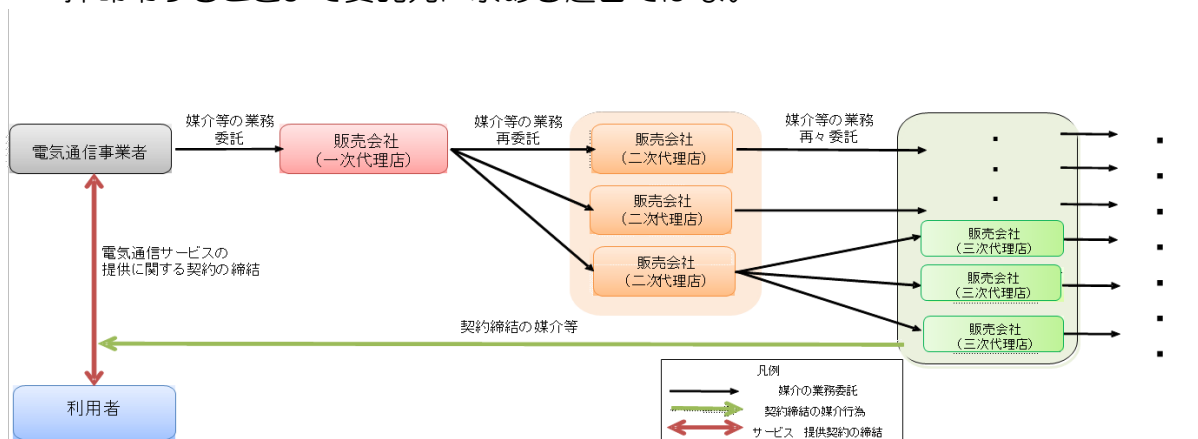 媒介等の業務
委託
媒介等の業務
再委託
媒介等の業務
再々委託
電気通信事業者
販売会社
(一次代理店)
販売会社
(二次代理店)
販売会社
(二次代理店)
販売会社
(二次代理店)
販売会社
(三次代理店)
販売会社
(三次代理店)
販売会社
(三次代理店)
電気通信サービスの
提供に関する契約の締結
契約締結の媒介等
利用者
凡例
媒介の業務委託
契約締結の媒介行為
サービス 提供契約の締結